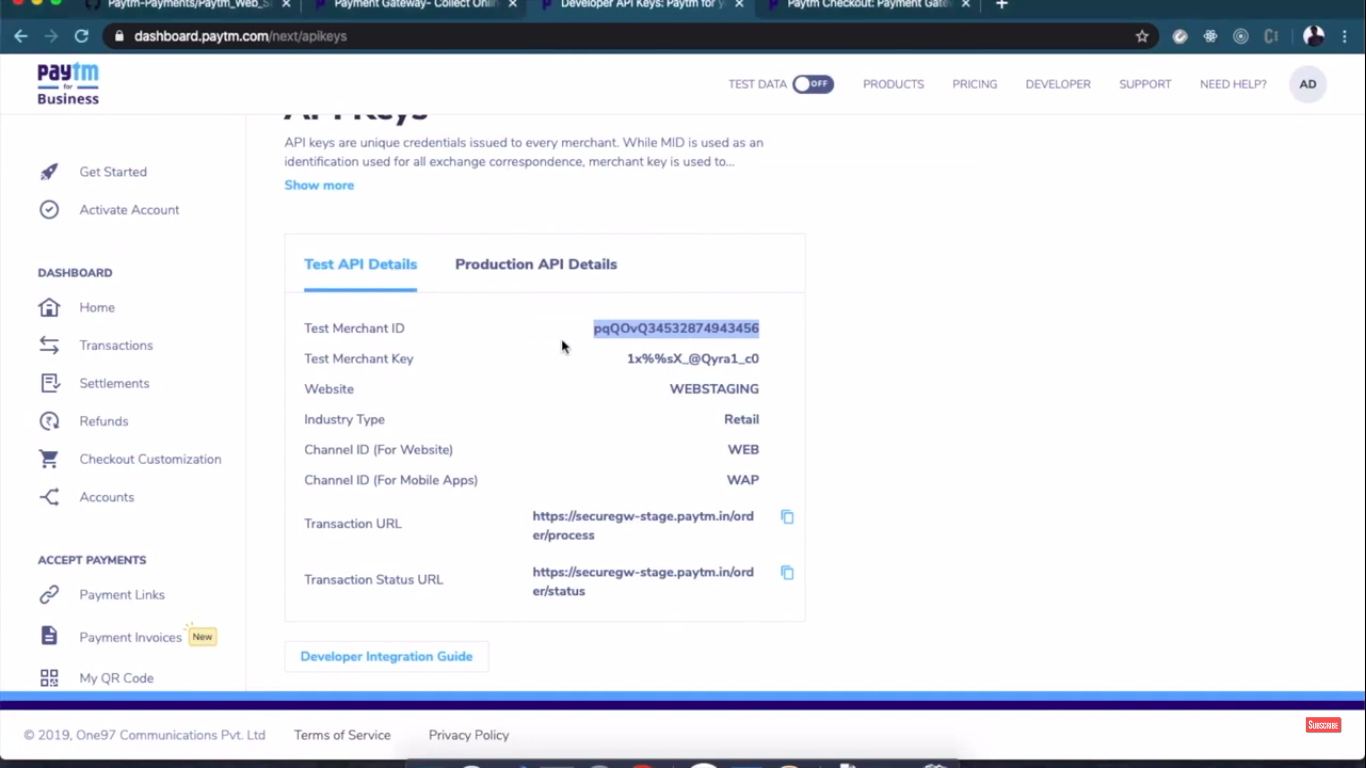 Paytm-Payments/Paytm_Web_S
Payment Gateway- Collect Onlin
Developer API Keys: Paytm for y
Paytm Checkout: Payment Gate
dashboard.paytm.com/next/apikeys
paytm
for
Business
TEST DATA OFF
PRODUCTS
PRICING
DEVELOPER
SUPPORT
NEED HELP?
AD
Get Started
Activate Account
DASHBOARD
Home
Transactions
Settlements
Refunds
Checkout Customization
Accounts
ACCEPT PAYMENTS
Payment Links
Payment Invoices New
My QR Code
API Keys
API keys are unique credentials issued to every merchant. While MID is used as an
identification used for all exchange correspondence, merchant key is used to...
Show more
Test API Details Production API Details
Test Merchant ID pqQOvQ34532874943456
Test Merchant Key 1x%%sX_@Qyra1_c0
Website WEBSTAGING
Industry Type Retail
Channel ID (For Website) WEB
Channel ID (For Mobile Apps) WAP
Transaction URL https://securegw-stage.paytm.in/ord
er/process
Transaction Status URL https://securegw-stage.paytm.in/ord
er/status
Developer Integration Guide
© 2019, One97 Communications Pvt. Ltd Terms of Service Privacy Policy
SUBSCRIBE